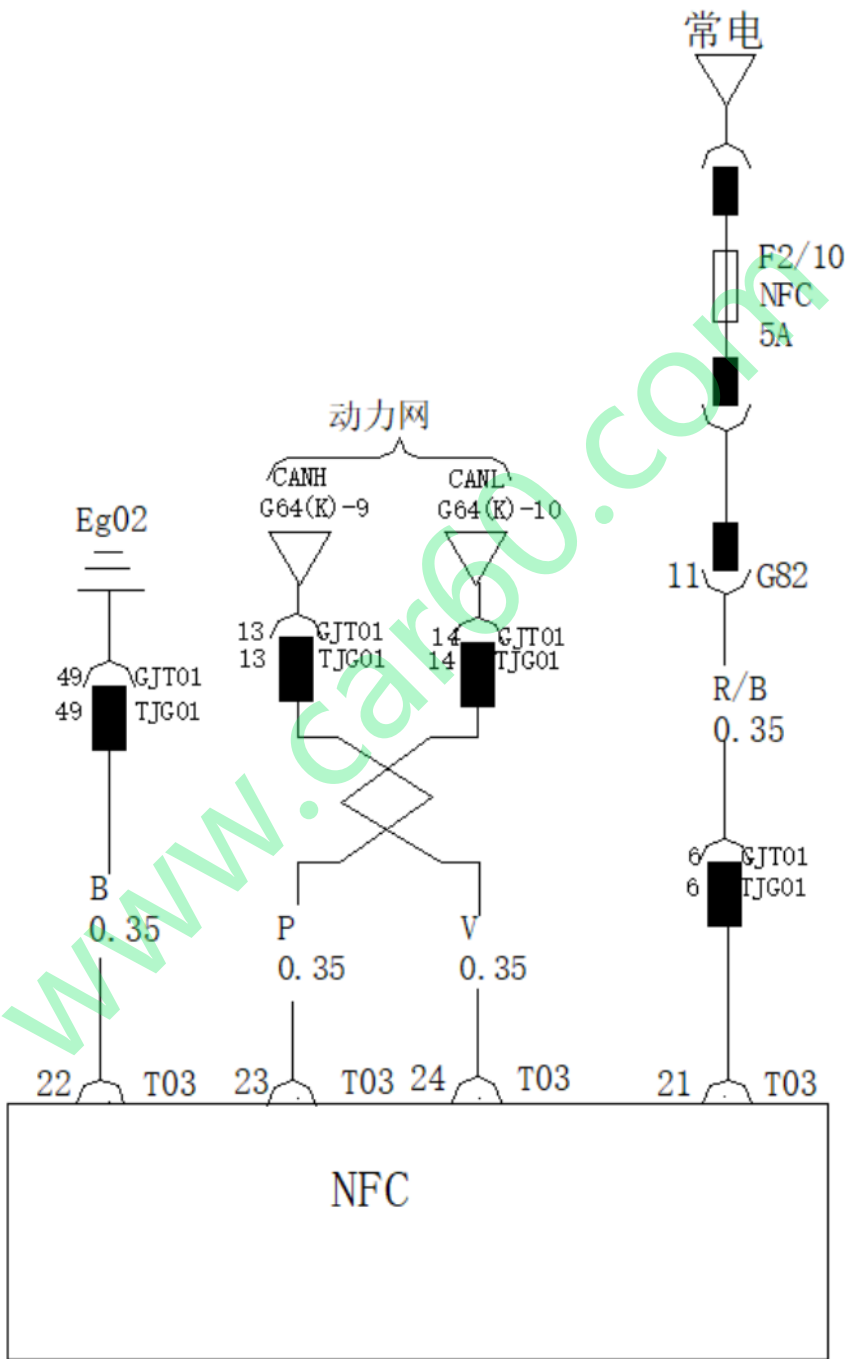 常电
F2/10
NFC
5A
动力网
CANH
G64(K)-9
CANL
G64(K)-10
Eg02
11
G82
13
GJT01
13
TJG01
14
GJT01
14
TJG01
49
GJT01
49
TJG01
R/B
0.35
6
GJT01
6
TJG01
B
0.35
P
0.35
V
0.35
22
T03
23
T03
24
T03
21
T03
NFC
www.car60.com